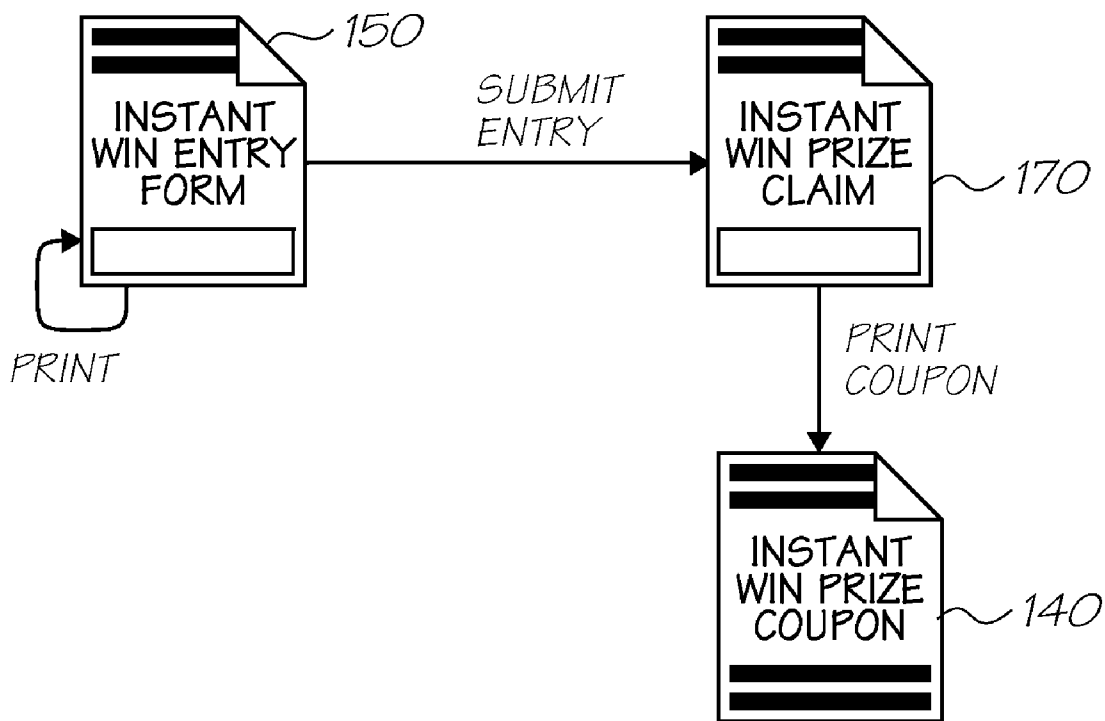 150
INSTANT
WIN ENTRY
FORM
PRINT
SUBMIT
ENTRY
INSTANT
WIN PRIZE
CLAIM
170
PRINT
COUPON
INSTANT
WIN PRIZE
COUPON
140